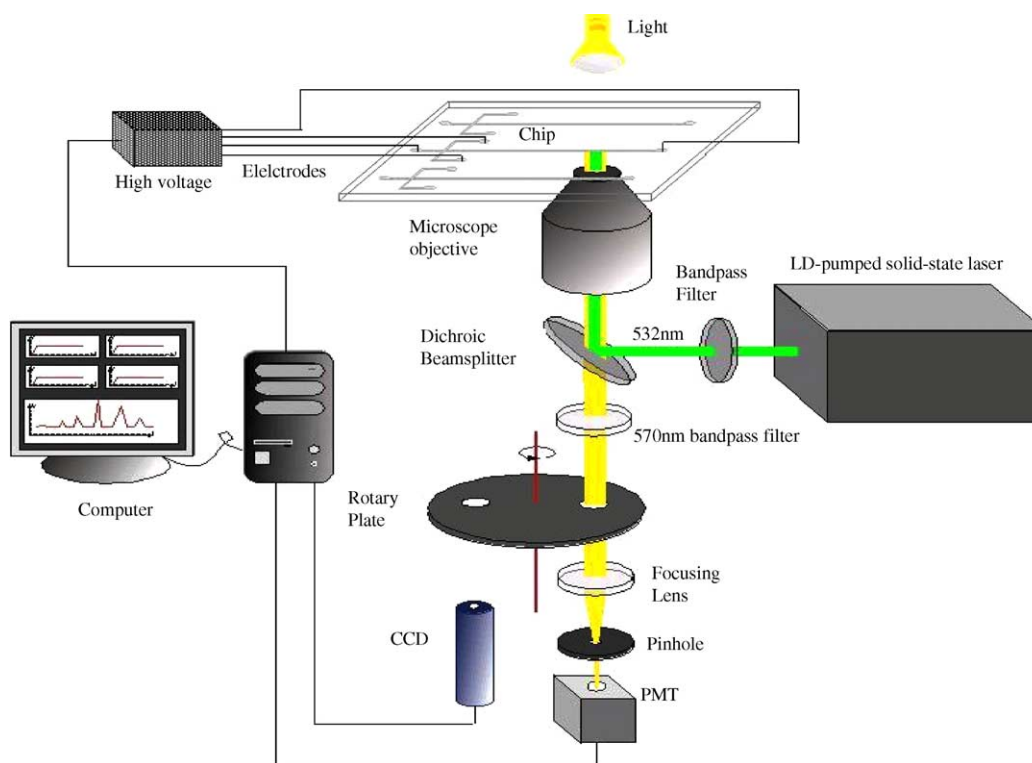 Light
Chip
High voltage
Elelctrodes
Microscope
objective
LD-pumped solid-state laser
Bandpass
Filter
532nm
Dichroic
Beamsplitter
570nm bandpass filter
Computer
Rotary
Plate
Focusing
Lens
CCD
Pinhole
PMT